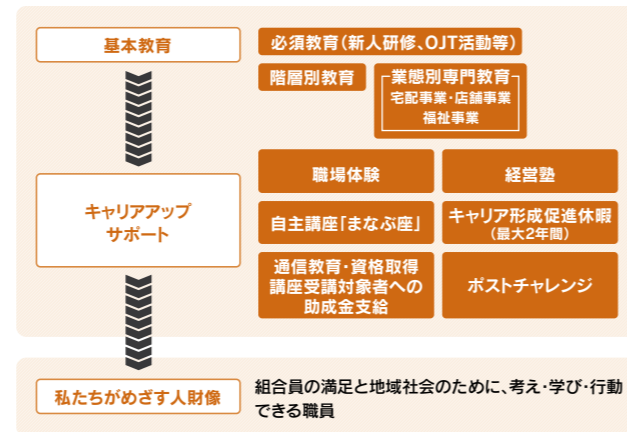 基本教育
必須教育（新人研修、OJT活動等）
階層別教育
業態別専門教育
宅配事業・店舗事業
福祉事業
キャリアアップ
サポート
職場体験
経営塾
自主講座「まなぶ座」
キャリア形成促進休暇
（最大2年間）
通信教育・資格取得
講座受講対象者への
助成金支給
ポストチャレンジ
私たちがめざす人財像
組合員の満足と地域社会のために、考え・学び・行動
できる職員